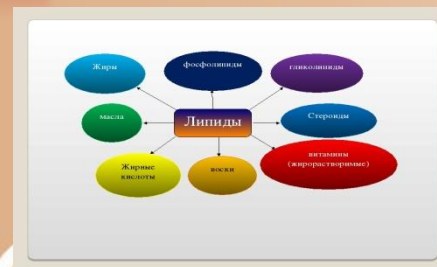 Жиры
фосфолипиды
гликолипиды
масла
Липиды
Стероиды
Жирные
кислоты
воски
витамины
(жирорастворимые)